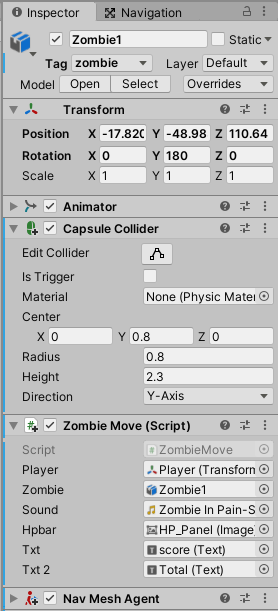 Inspector Navigation
Zombie1 Static
Tag zombie Layer Default
Model Open Select Overrides
Transform
Position X -17.820 Y -48.98 Z 110.64
Rotation X 0 Y 180 Z 0
Scale X 1 Y 1 Z 1
Animator
Capsule Collider
Edit Collider
Is Trigger
Material None (Physic Mater
Center
X 0 Y 0.8 Z 0
Radius 0.8
Height 2.3
Direction Y-Axis
Zombie Move (Script)
Script ZombieMove
Player Player (Transform
Zombie Zombie1
Sound Zombie In Pain-S
Hpbar HP_Panel (Image
Txt score (Text)
Txt 2 Total (Text)
Nav Mesh Agent